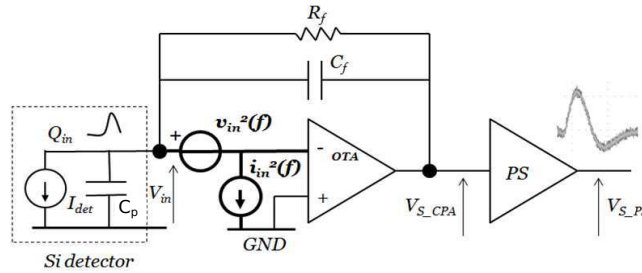 R_f
C_f
Q_in
+
v_in²(f)
-
OTA
i_in²(f)
PS
I_det
C_p
V_in
+
V_S_CPA
V_S_P
GND
Si detector